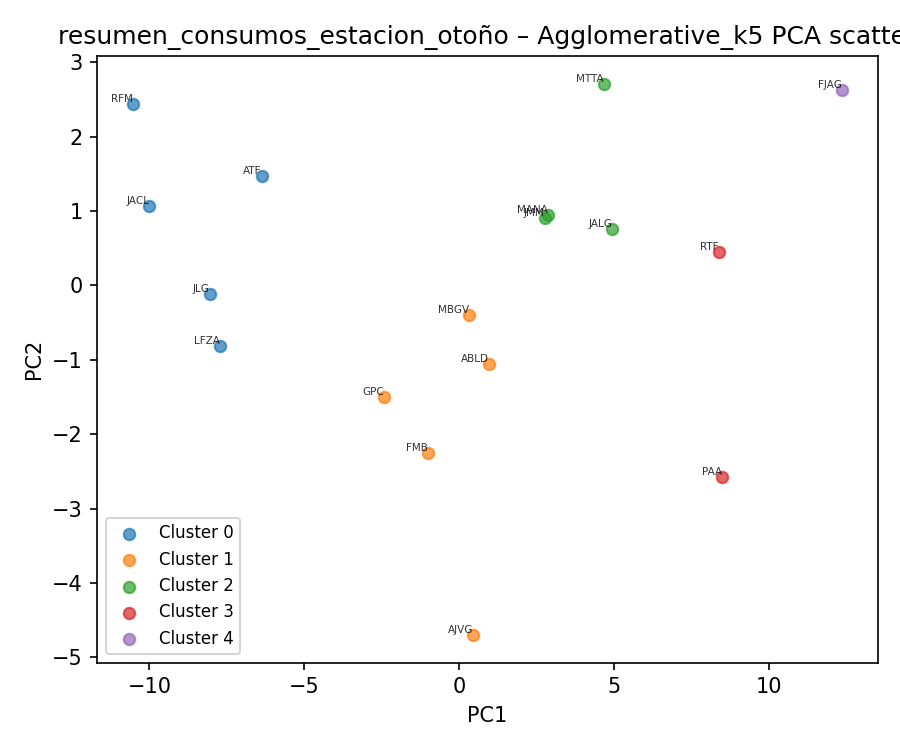 resumen_consumos_estacion_otoño – Agglomerative_k5 PCA scatte
3
2
1
0
−1
−2
−3
−4
−5
PC2
RFM
JACL
ATF
JLG
LFZA
MTTA
FJAG
MANA
JALG
RTF
MBGV
ABLD
GPC
FMB
PAA
AJVG
Cluster 0
Cluster 1
Cluster 2
Cluster 3
Cluster 4
−10
−5
0
5
10
PC1